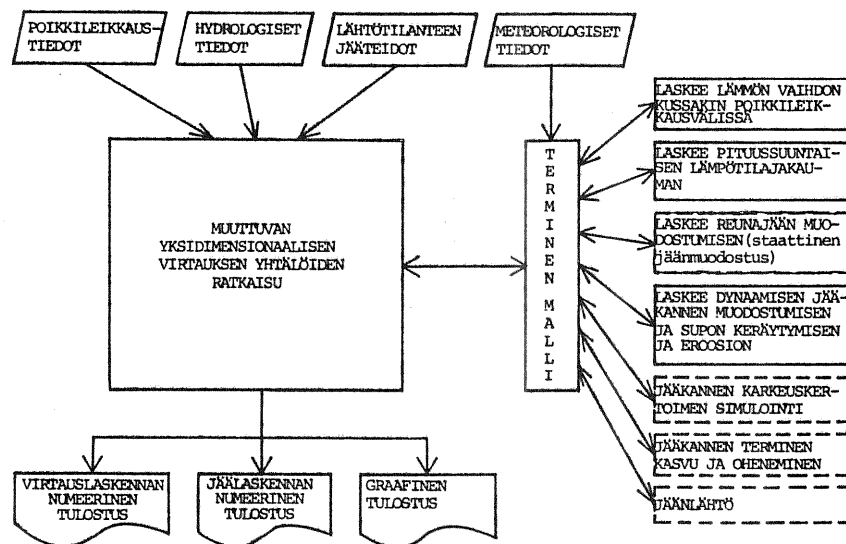 POIKKILEIKKAUS-
TIEDOT
HYDROLOGISET
TIEDOT
LÄHTÖTILANTEEN
JÄÄTEIDOT
METEOROLOGISET
TIEDOT
MUUTTUVAN
YKSIDIMENSIONAALISEN
VIRTAUKSEN YHTÄLÖIDEN
RATKAISU
TERMINEN MALLI
LASKEE LÄMMÖN VAIHDON
KUSSAKIN POIKKILEIK-
KAUSVÄLISSÄ
LASKEE PITUUSSUUNTAI-
SEN LÄMPÖTILAJAKAU-
MAN
LASKEE REUNAJÄÄN MUO-
DOSTUMISEN(staattinen
jäänmuodostus)
LASKEE DYNAAMISEN JÄÄ-
KANNEN MUODOSTUMISEN
JA SUPON KERÄYTYMISEN
JA EROOSION
JÄÄKANNEN KARKEUSKER-
TOIMEN SIMULOINTI
JÄÄKANNEN TERMINEN
KASVU JA OHENEMINEN
JÄÄNLÄHTÖ
VIRTAUSLASKENNAN
NUMEERINEN
TULOSTUS
JÄÄLASKENNAN
NUMEERINEN
TULOSTUS
GRAAFINEN
TULOSTUS